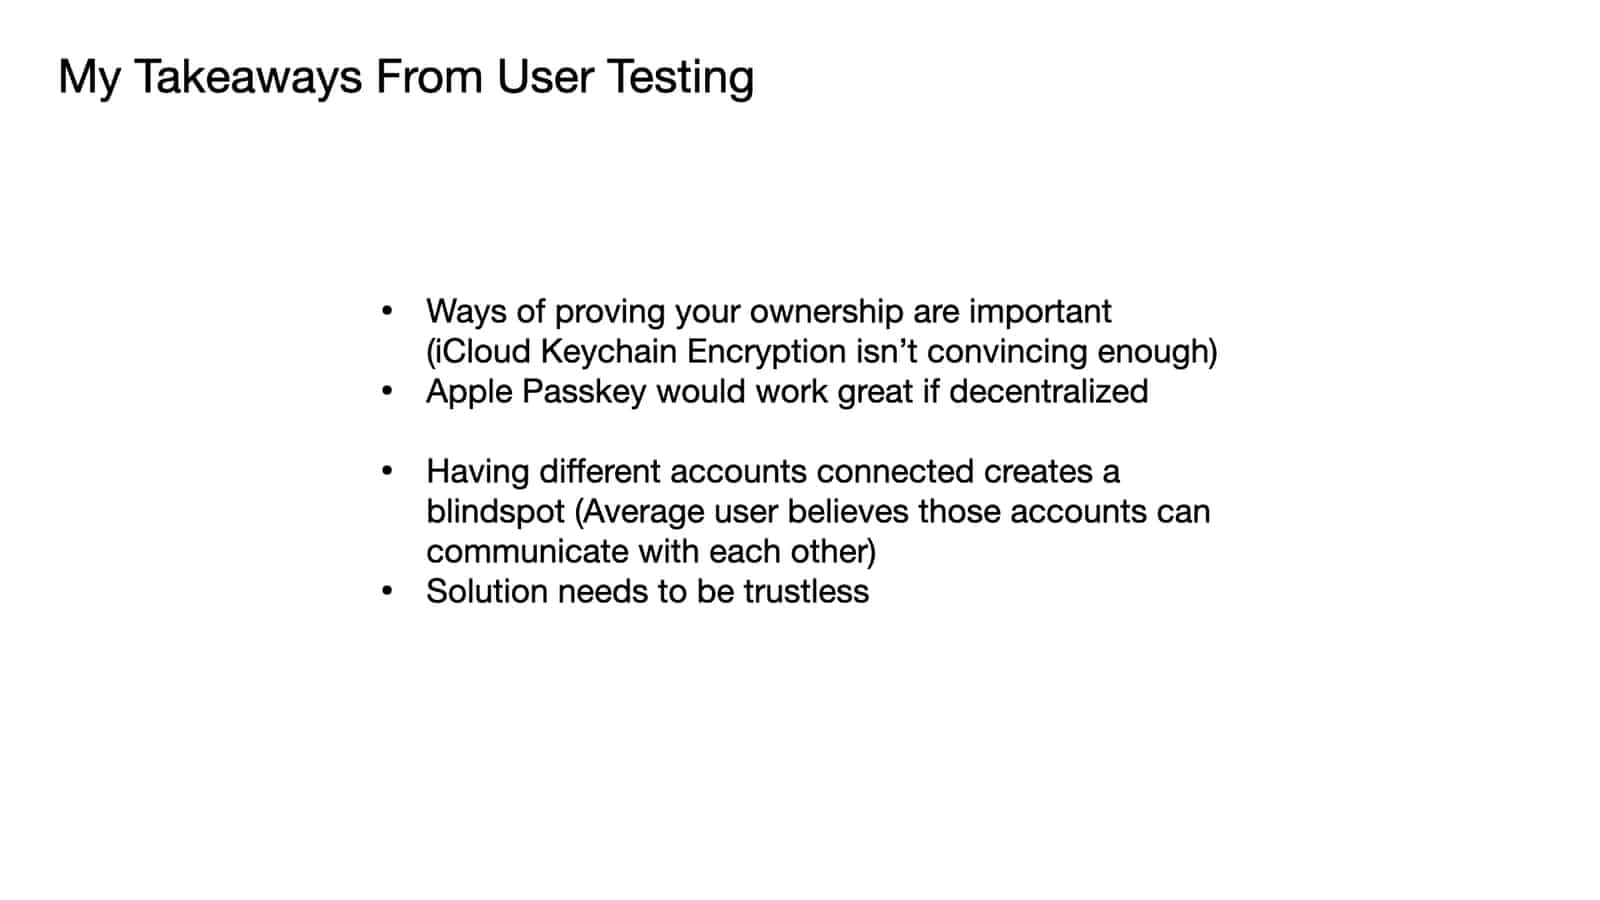 My Takeaways From User Testing
• Ways of proving your ownership are important
(iCloud Keychain Encryption isn’t convincing enough)
• Apple Passkey would work great if decentralized
• Having different accounts connected creates a
blindspot (Average user believes those accounts can
communicate with each other)
• Solution needs to be trustless